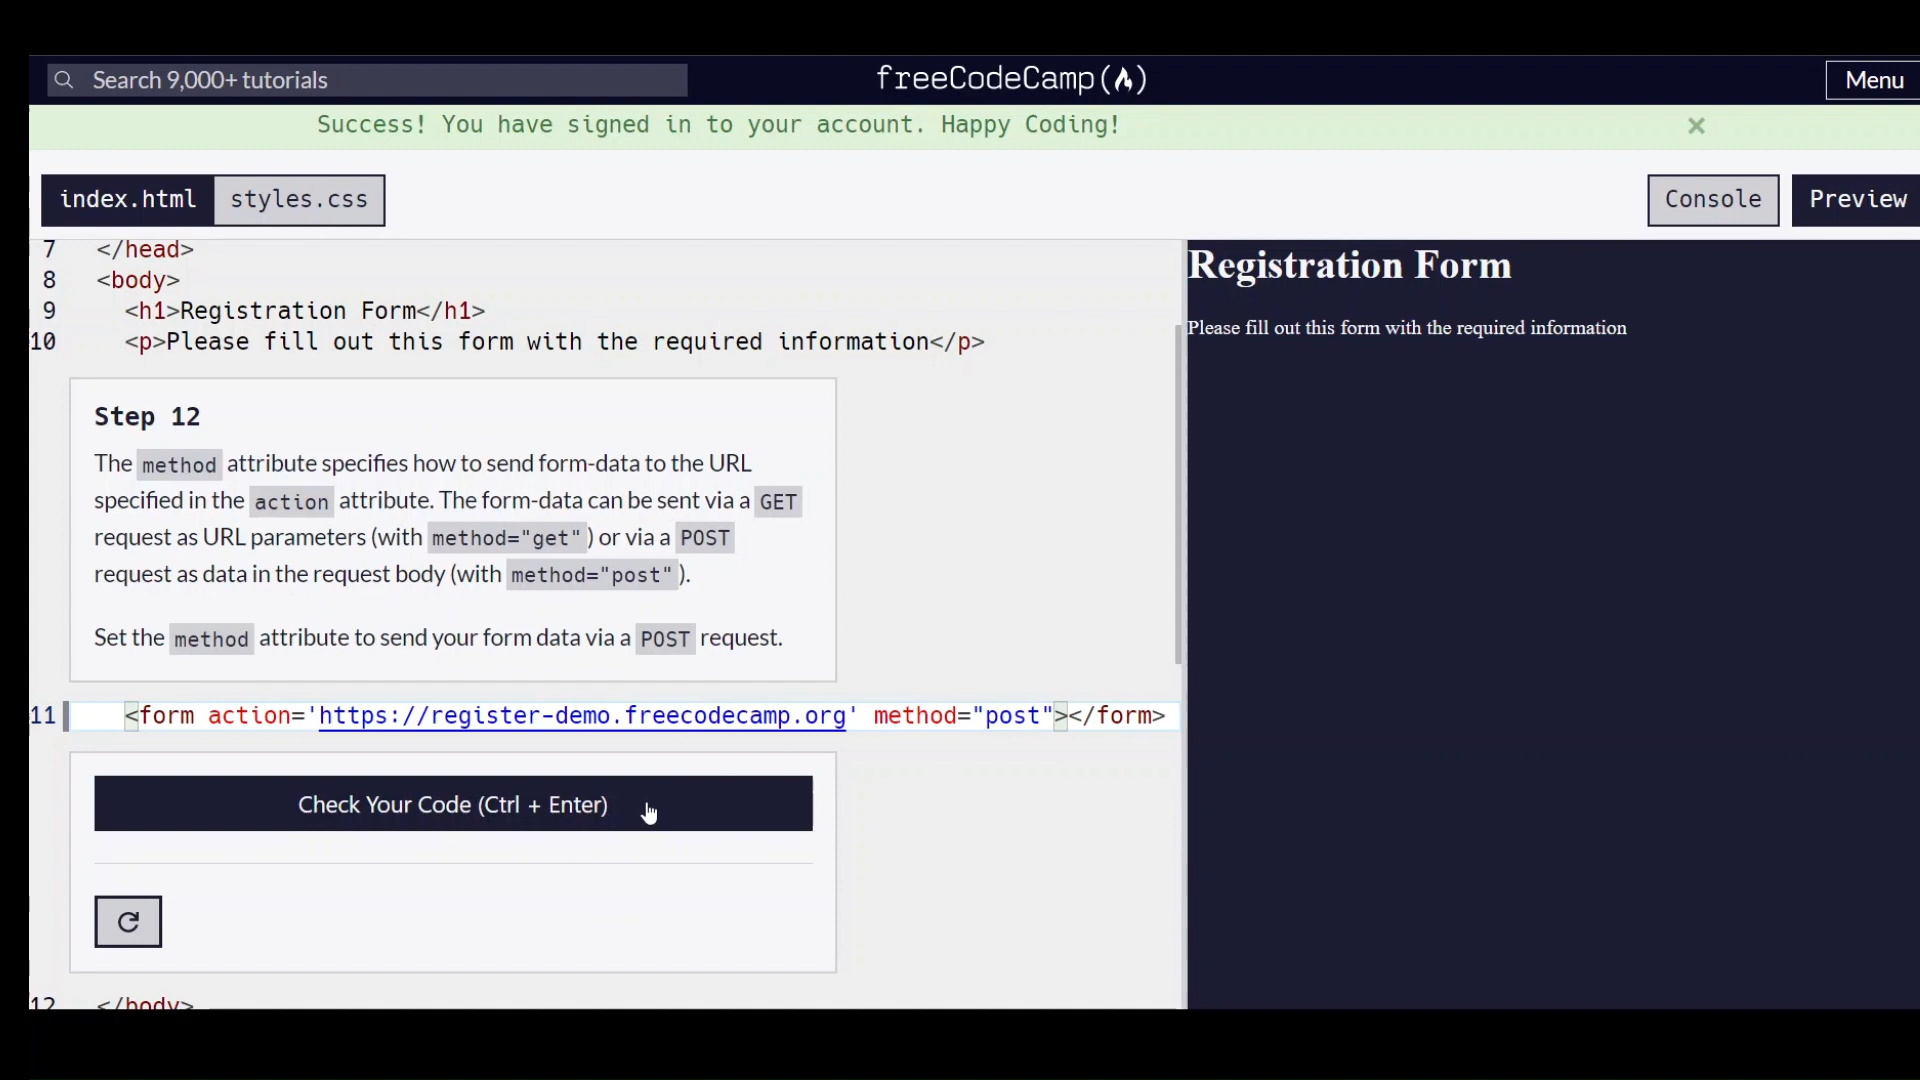 Search 9,000+ tutorials
freeCodeCamp
Menu
Success! You have signed in to your account. Happy Coding!
index.html styles.css
Console Preview
7 </head>
8 <body>
9 <h1>Registration Form</h1>
10 <p>Please fill out this form with the required information</p>
Step 12
The method attribute specifies how to send form-data to the URL
specified in the action attribute. The form-data can be sent via a GET
request as URL parameters (with method="get") or via a POST
request as data in the request body (with method="post").
Set the method attribute to send your form data via a POST request.
11 <form action='https://register-demo.freecodecamp.org' method="post"></form>
Check Your Code (Ctrl + Enter)
12 </body>
Registration Form
Please fill out this form with the required information